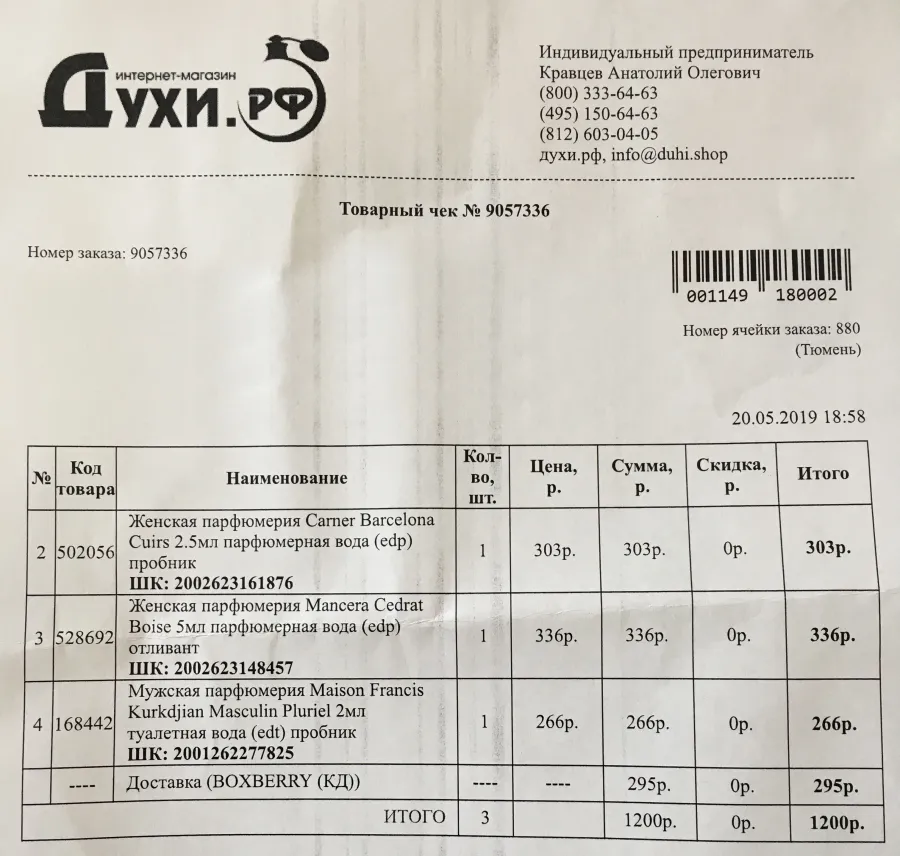 интернет-магазин
Духи.РФ
Индивидуальный предприниматель
Кравцев Анатолий Олегович
(800) 333-64-63
(495) 150-64-63
(812) 603-04-05
духи.рф, info@duhi.shop
Товарный чек № 9057336
Номер заказа: 9057336
001149 180002
Номер ячейки заказа: 880
(Тюмень)
20.05.2019 18:58
№ Код товара Наименование Кол-во, шт. Цена, р. Сумма, р. Скидка, р. Итого
2 502056 Женская парфюмерия Carner Barcelona
Cuirs 2.5мл парфюмерная вода (edp)
пробник
ШК: 2002623161876
1 303р. 303р. 0р. 303р.
3 528692 Женская парфюмерия Mancera Cedrat
Boise 5мл парфюмерная вода (edp)
отливант
ШК: 2002623148457
1 336р. 336р. 0р. 336р.
4 168442 Мужская парфюмерия Maison Francis
Kurkdjian Masculin Pluriel 2мл
туалетная вода (edt) пробник
ШК: 2001262277825
1 266р. 266р. 0р. 266р.
---- Доставка (BOXBERRY (КД)) ---- ---- 295р. 0р. 295р.
ИТОГО 3 1200р. 0р. 1200р.